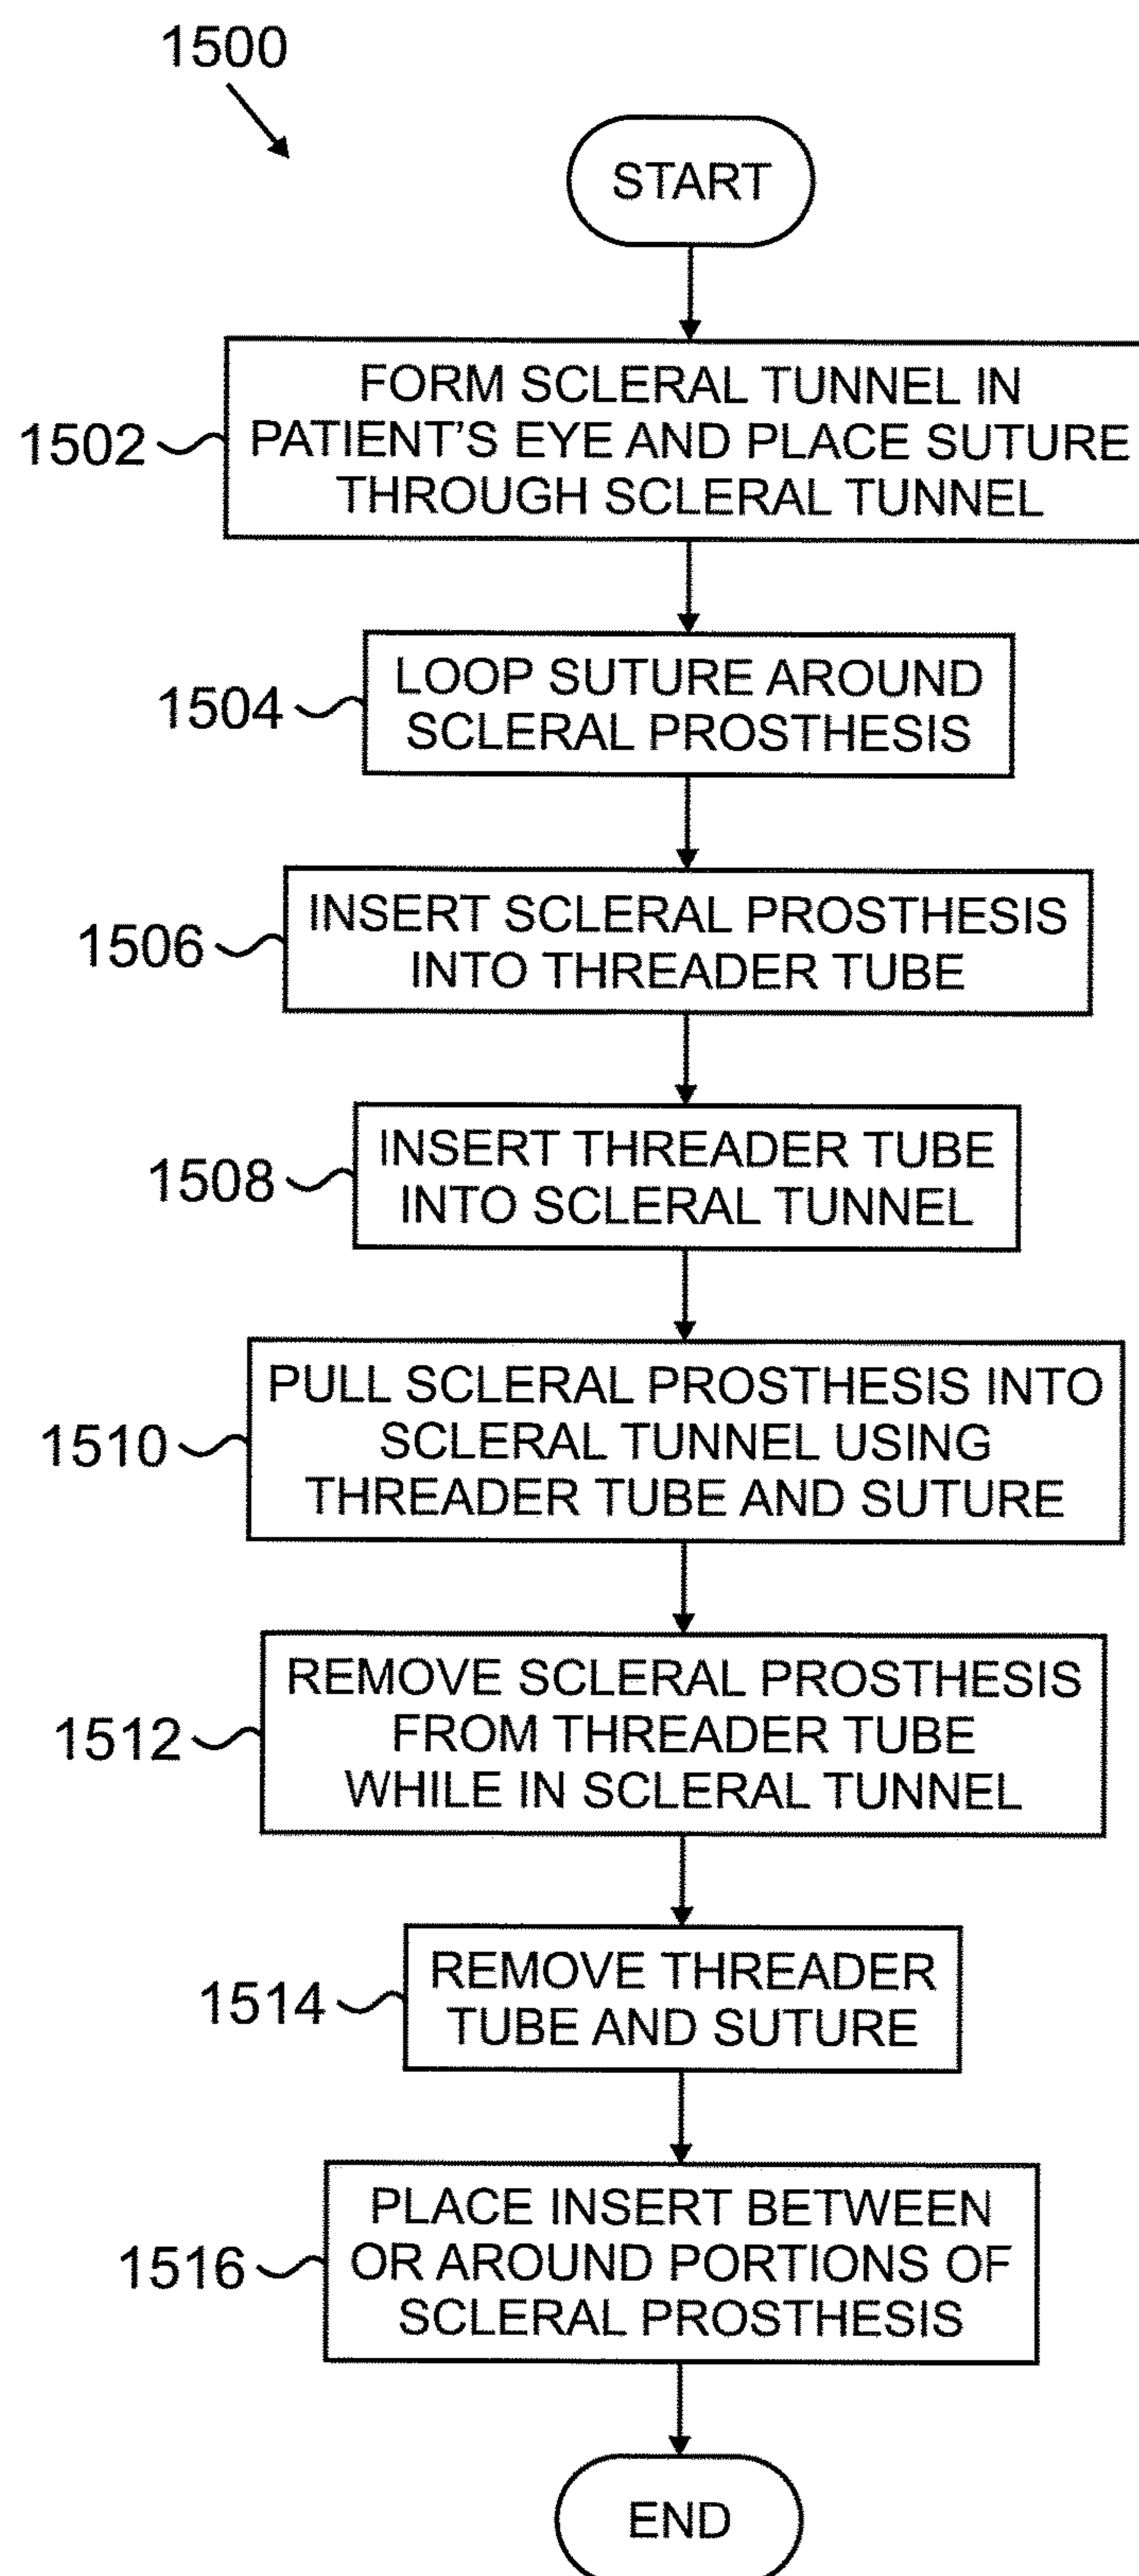 1500
START
1502
FORM SCLERAL TUNNEL IN
PATIENT'S EYE AND PLACE SUTURE
THROUGH SCLERAL TUNNEL
1504
LOOP SUTURE AROUND
SCLERAL PROSTHESIS
1506
INSERT SCLERAL PROSTHESIS
INTO THREADER TUBE
1508
INSERT THREADER TUBE
INTO SCLERAL TUNNEL
1510
PULL SCLERAL PROSTHESIS INTO
SCLERAL TUNNEL USING
THREADER TUBE AND SUTURE
1512
REMOVE SCLERAL PROSTHESIS
FROM THREADER TUBE
WHILE IN SCLERAL TUNNEL
1514
REMOVE THREADER
TUBE AND SUTURE
1516
PLACE INSERT BETWEEN
OR AROUND PORTIONS OF
SCLERAL PROSTHESIS
END